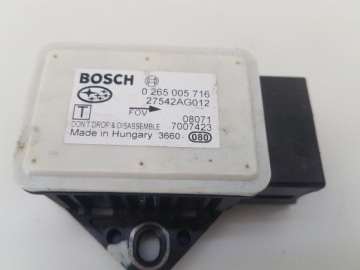 BOSCH
0 265 005 716
27542AG012
T FOV 08071
DON'T DROP & DISASSEMBLE 7007423
Made in Hungary 3660 080